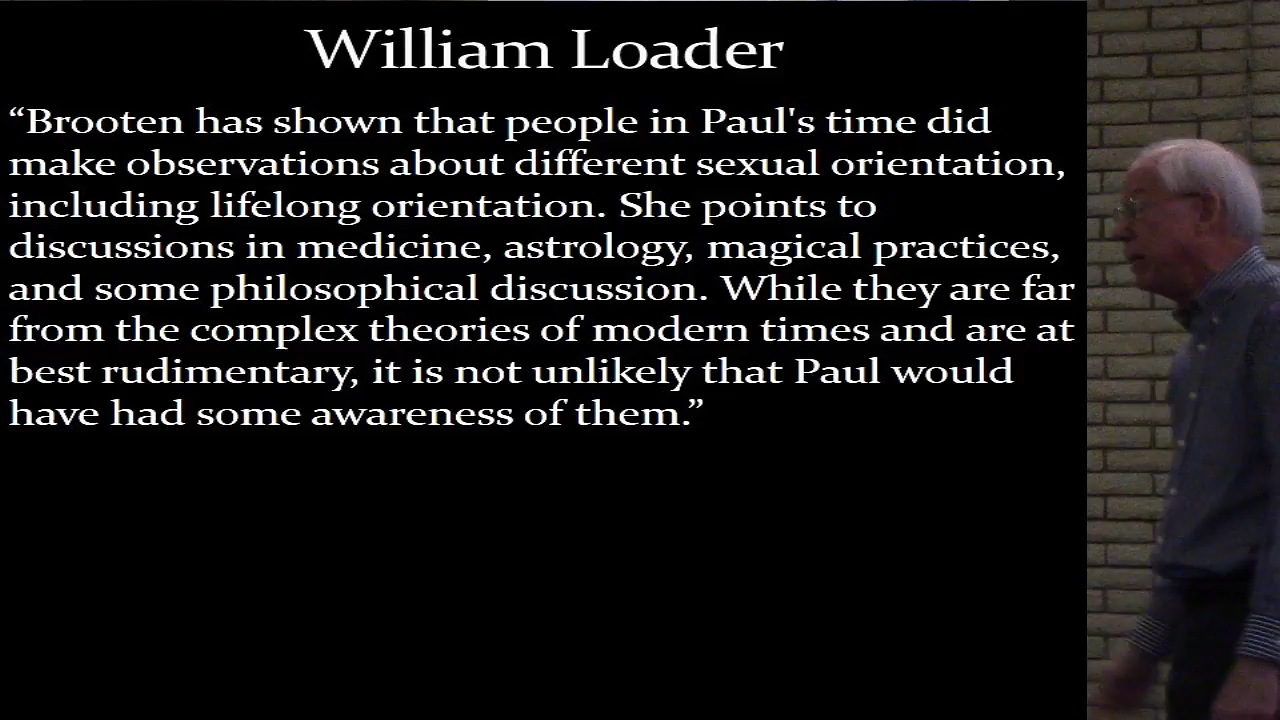 William Loader
“Brooten has shown that people in Paul's time did
make observations about different sexual orientation,
including lifelong orientation. She points to
discussions in medicine, astrology, magical practices,
and some philosophical discussion. While they are far
from the complex theories of modern times and are at
best rudimentary, it is not unlikely that Paul would
have had some awareness of them.”